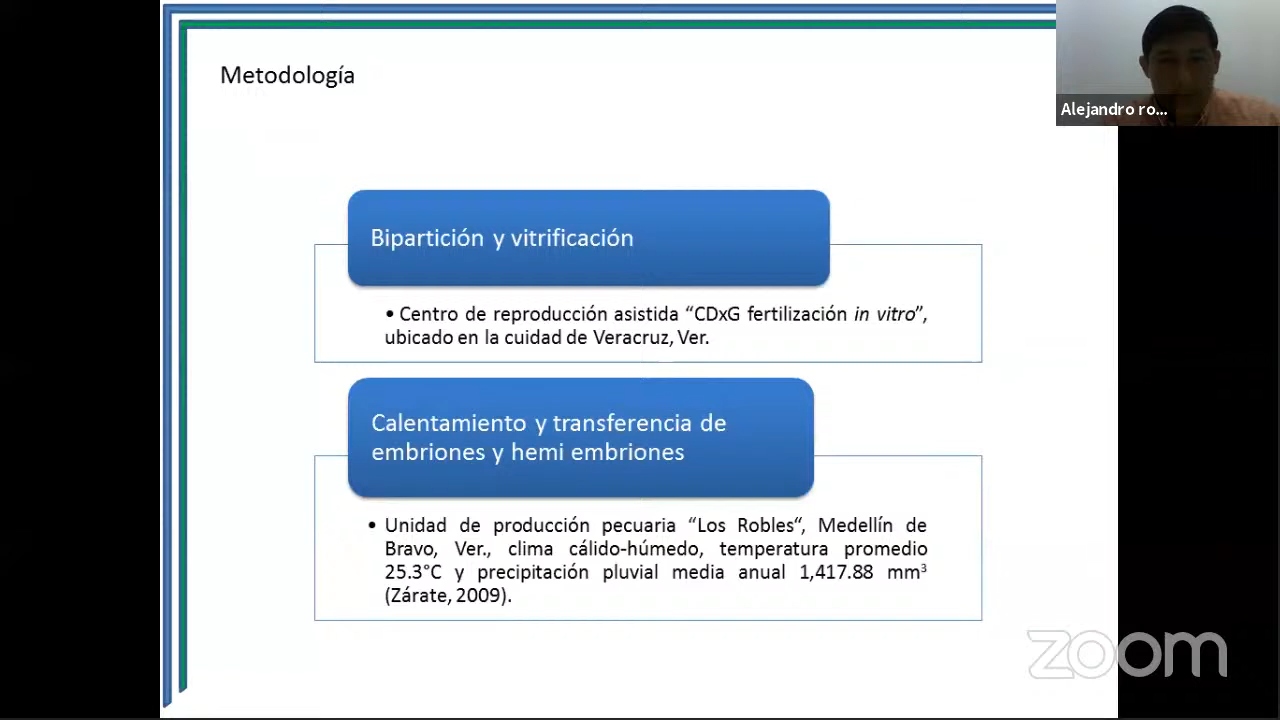 Metodología
Alejandro ro...
Bipartición y vitrificación
• Centro de reproducción asistida “CDxG fertilización in vitro”,
ubicado en la cuidad de Veracruz, Ver.
Calentamiento y transferencia de
embriones y hemi embriones
• Unidad de producción pecuaria “Los Robles“, Medellín de
Bravo, Ver., clima cálido-húmedo, temperatura promedio
25.3°C y precipitación pluvial media anual 1,417.88 mm³
(Zárate, 2009).
zoom